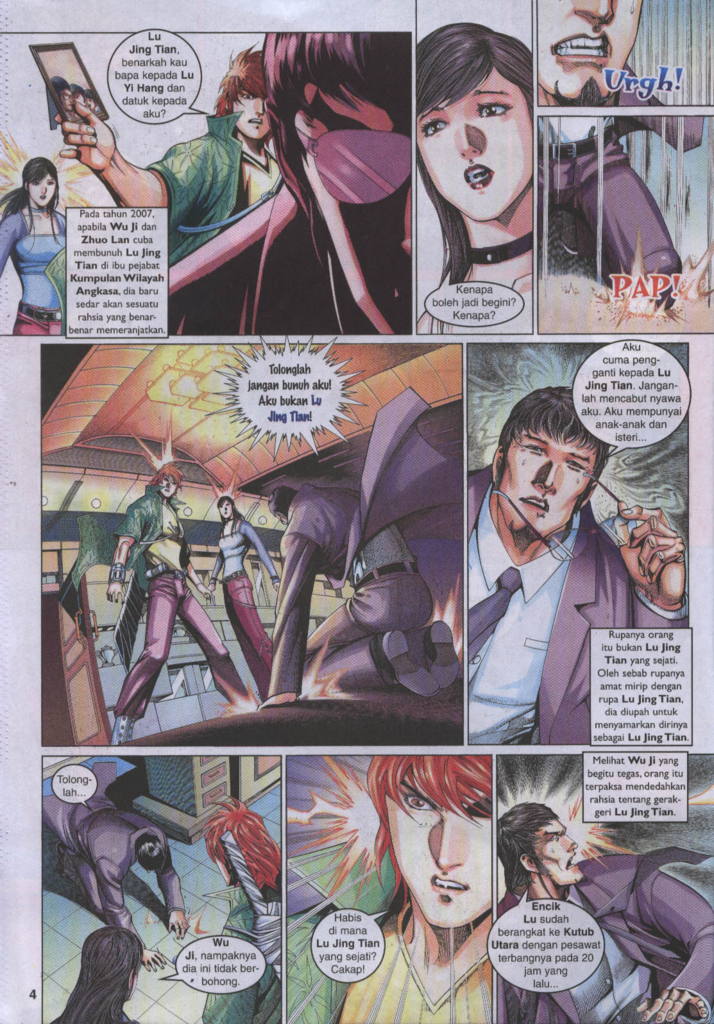 Lu
Jing Tian,
benarkah kau
bapa kepada Lu
Yi Hang dan
datuk kepada
aku?
Pada tahun 2007,
apabila Wu Ji dan
Zhuo Lan cuba
membunuh Lu Jing
Tian di ibu pejabat
Kumpulan Wilayah
Angkasa, dia baru
sedar akan sesuatu
rahsia yang benar-
benar memeranjatkan.
Kenapa
boleh jadi begini?
Kenapa?
Urgh!
PAP!
Tolonglah
jangan bunuh aku!
Aku bukan Lu
Jing Tian!
Aku
cuma peng-
ganti kepada Lu
Jing Tian. Jangan-
lah mencabut nyawa
aku. Aku mempunyai
anak-anak dan
isteri...
Rupanya orang
itu bukan Lu Jing
Tian yang sejati.
Oleh sebab rupanya
amat mirip dengan
rupa Lu Jing Tian,
dia diupah untuk
menyamarkan dirinya
sebagai Lu Jing Tian.
Tolong-
lah...
Wu
Ji, nampaknya
dia ini tidak ber-
bohong.
Habis
di mana
Lu Jing Tian
yang sejati?
Cakap!
Melihat Wu Ji yang
begitu tegas, orang itu
terpaksa mendedahkan
rahsia tentang gerak-
geri Lu Jing Tian.
Encik
Lu sudah
berangkat ke Kutub
Utara dengan pesawat
terbangnya pada 20
jam yang
lalu...
4